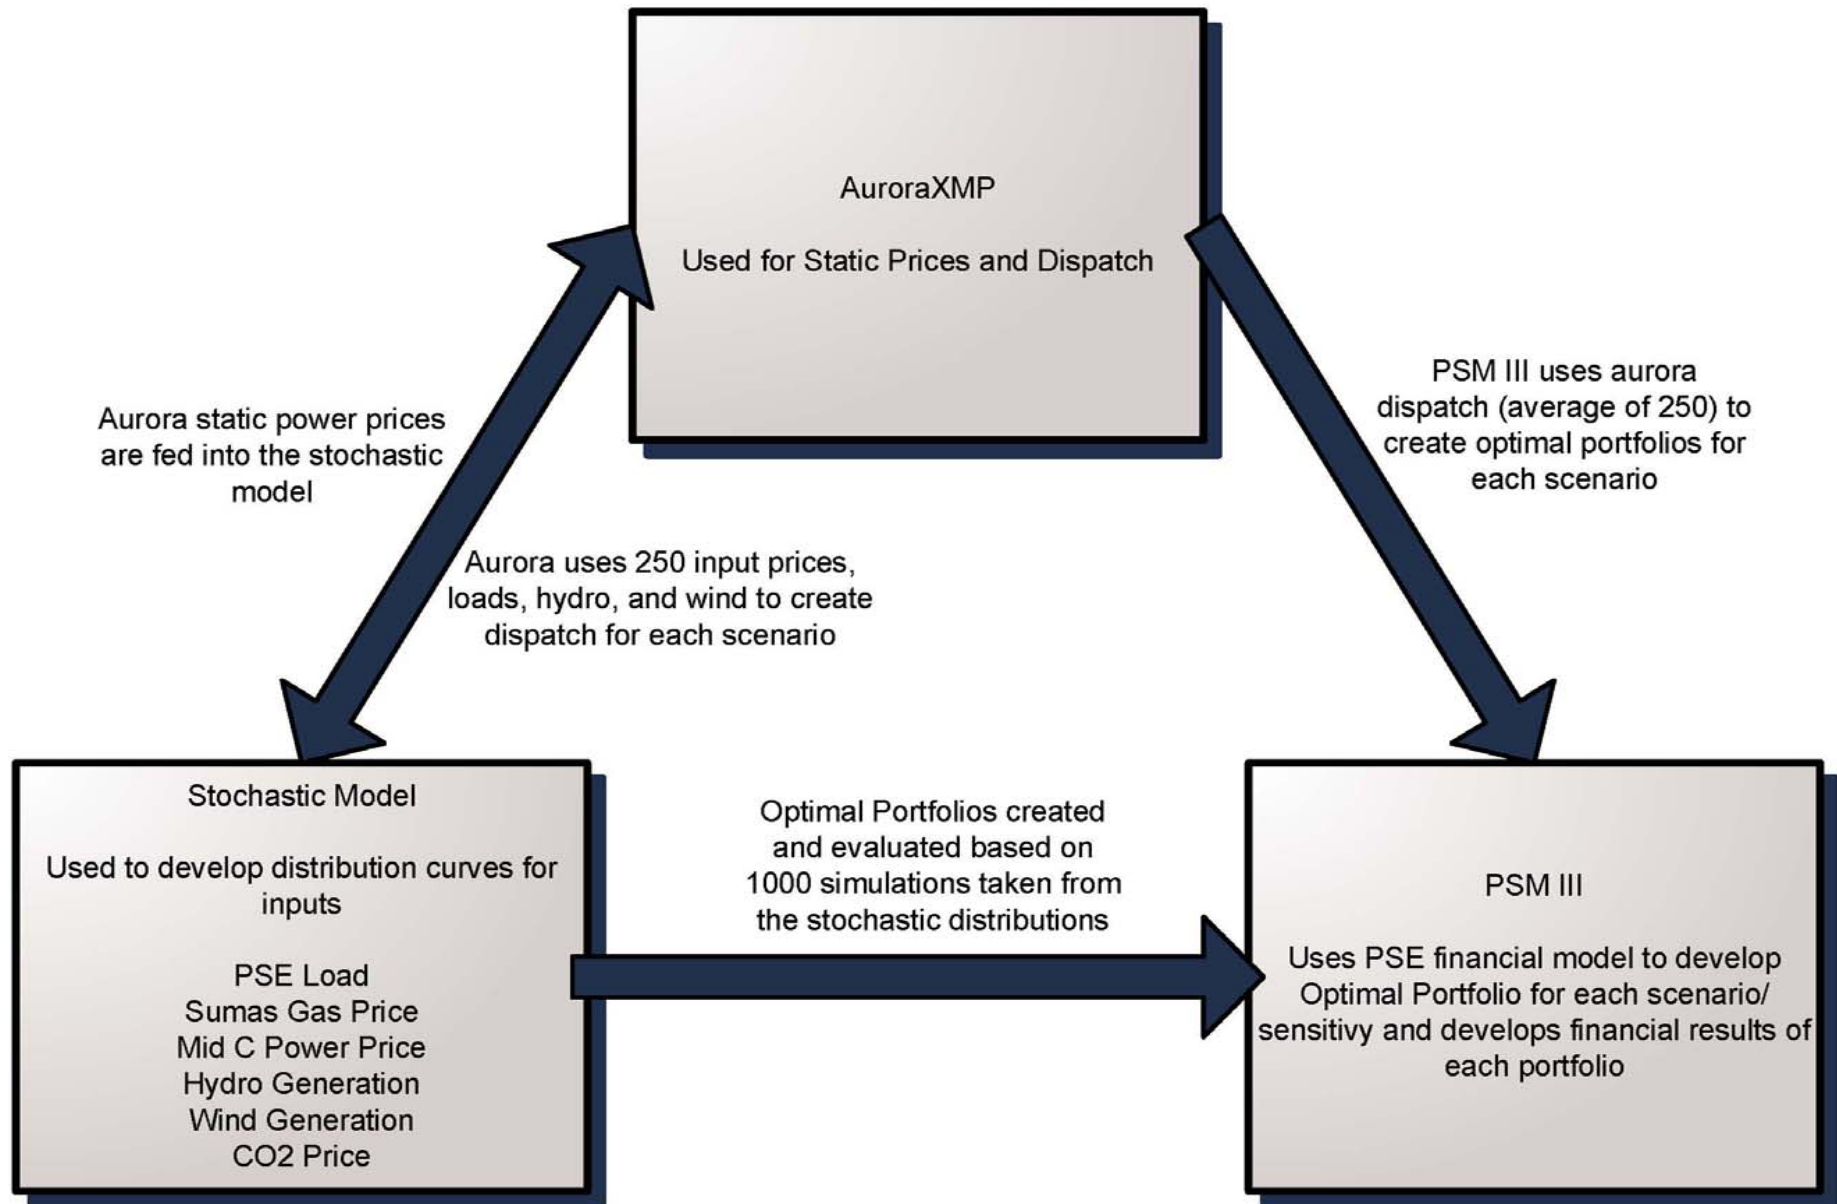 AuroraXMP
Used for Static Prices and Dispatch
Aurora static power prices
are fed into the stochastic
model
PSM III uses aurora
dispatch (average of 250) to
create optimal portfolios for
each scenario
Aurora uses 250 input prices,
loads, hydro, and wind to create
dispatch for each scenario
Stochastic Model
Used to develop distribution curves for
inputs
PSE Load
Sumas Gas Price
Mid C Power Price
Hydro Generation
Wind Generation
CO2 Price
Optimal Portfolios created
and evaluated based on
1000 simulations taken from
the stochastic distributions
PSM III
Uses PSE financial model to develop
Optimal Portfolio for each scenario/
sensitivy and develops financial results of
each portfolio